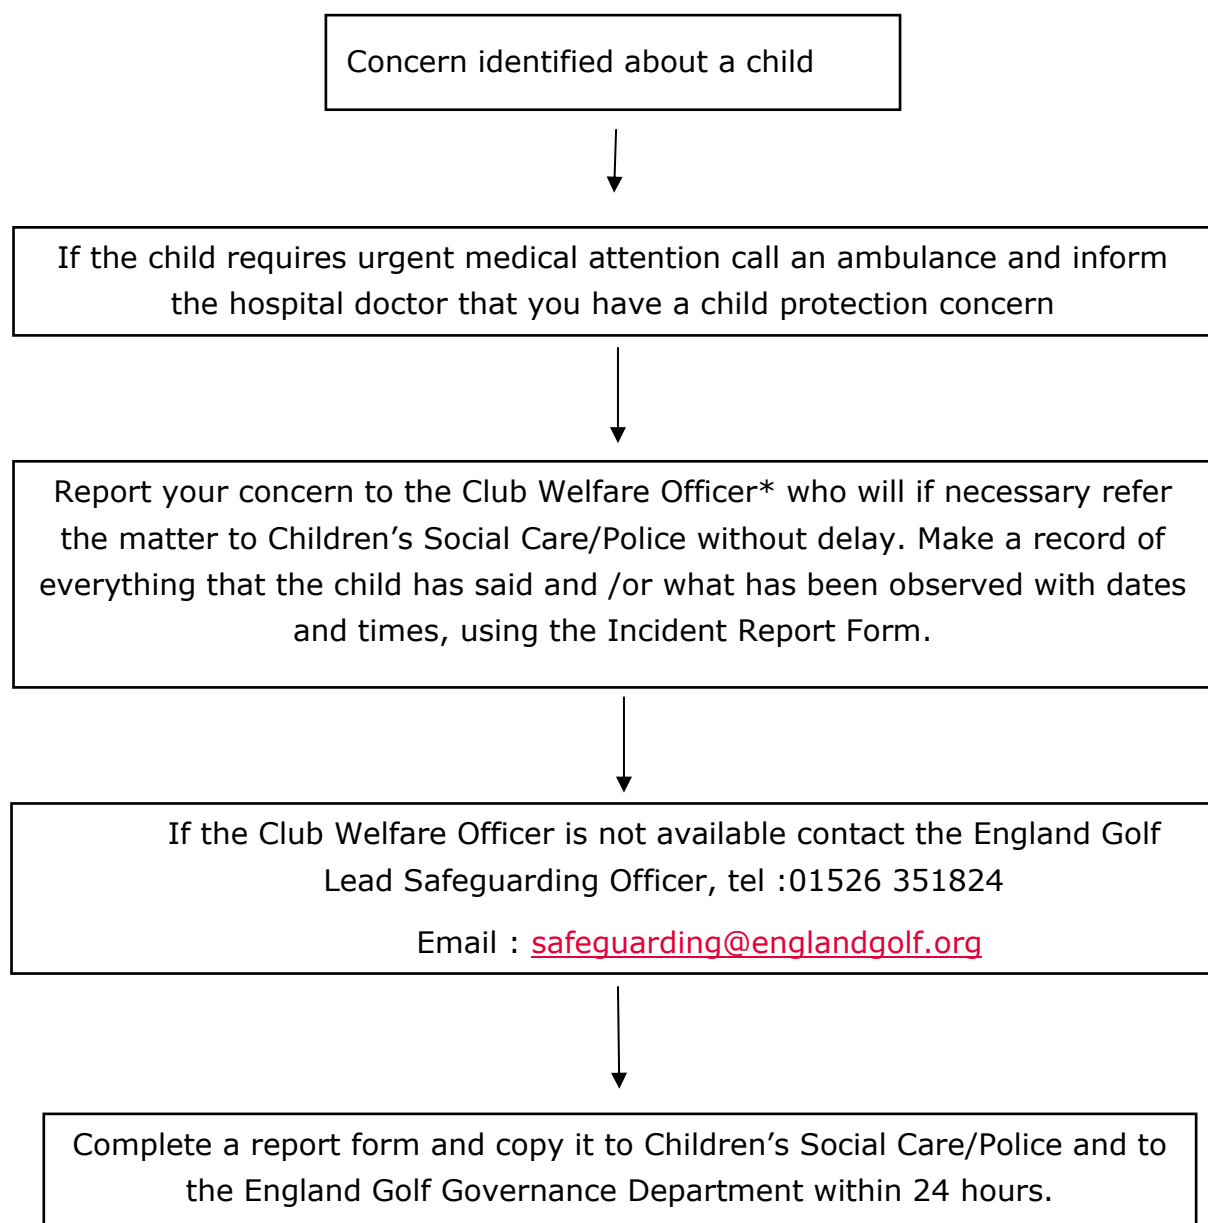 Concern identified about a child
If the child requires urgent medical attention call an ambulance and inform
the hospital doctor that you have a child protection concern
Report your concern to the Club Welfare Officer* who will if necessary refer
the matter to Children’s Social Care/Police without delay. Make a record of
everything that the child has said and /or what has been observed with dates
and times, using the Incident Report Form.
If the Club Welfare Officer is not available contact the England Golf
Lead Safeguarding Officer, tel :01526 351824
Email : safeguarding@englandgolf.org
Complete a report form and copy it to Children’s Social Care/Police and to
the England Golf Governance Department within 24 hours.